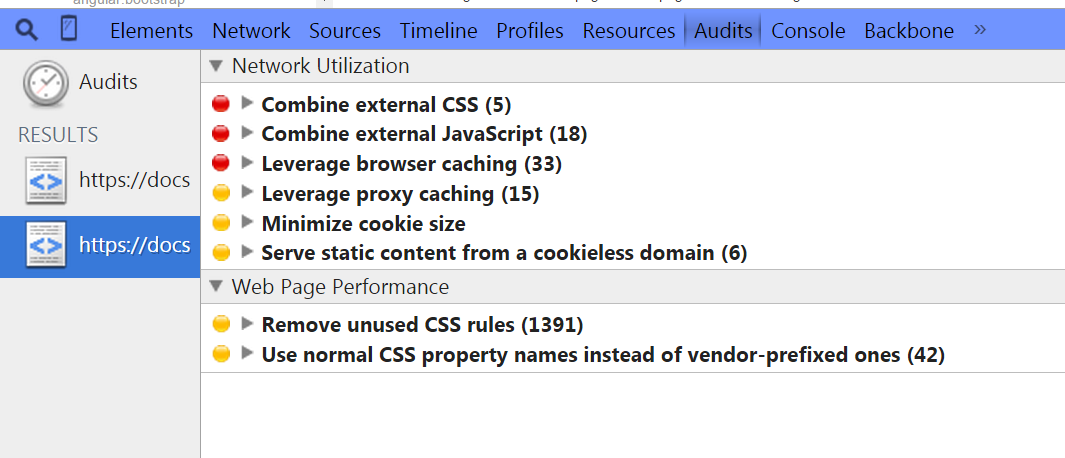 angular.bootstrap
Elements Network Sources Timeline Profiles Resources Audits Console Backbone »
Audits
RESULTS
https://docs
https://docs
Network Utilization
Combine external CSS (5)
Combine external JavaScript (18)
Leverage browser caching (33)
Leverage proxy caching (15)
Minimize cookie size
Serve static content from a cookieless domain (6)
Web Page Performance
Remove unused CSS rules (1391)
Use normal CSS property names instead of vendor-prefixed ones (42)